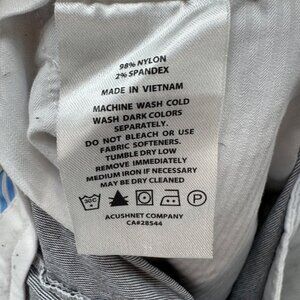 98% NYLON
2% SPANDEX
MADE IN VIETNAM
MACHINE WASH COLD
WASH DARK COLORS
SEPARATELY.
DO NOT BLEACH OR USE
FABRIC SOFTENERS.
TUMBLE DRY LOW
REMOVE IMMEDIATELY
MEDIUM IRON IF NECESSARY
MAY BE DRY CLEANED
30C
P
ACUSHNET COMPANY
CA#28544